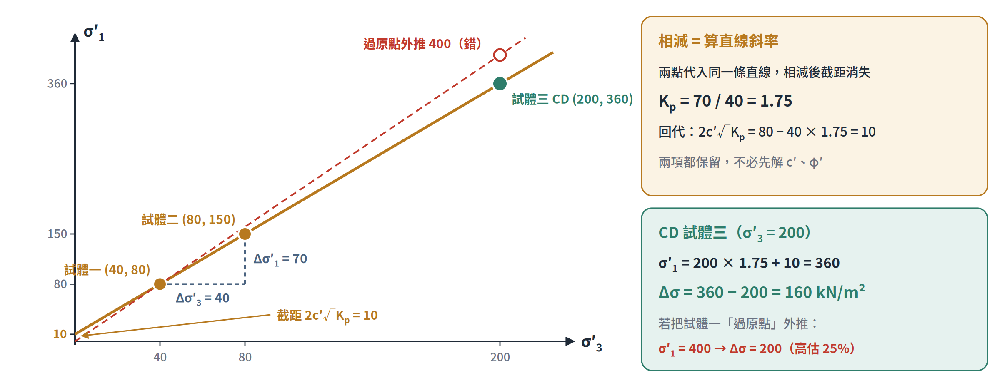 σ′₁
過原點外推 400（錯）
360
試體三 CD (200, 360)
試體二 (80, 150)
150
Δσ′₁ = 70
試體一 (40, 80)
80
Δσ′₃ = 40
截距 2c′√Kₚ = 10
10
σ′₃
40
80
200
相減 = 算直線斜率
兩點代入同一條直線，相減後截距消失
Kₚ = 70 / 40 = 1.75
回代：2c′√Kₚ = 80 − 40 × 1.75 = 10
兩項都保留，不必先解 c′、φ′
CD 試體三（σ′₃ = 200）
σ′₁ = 200 × 1.75 + 10 = 360
Δσ = 360 − 200 = 160 kN/m²
若把試體一「過原點」外推：
σ′₁ = 400 → Δσ = 200（高估 25%）